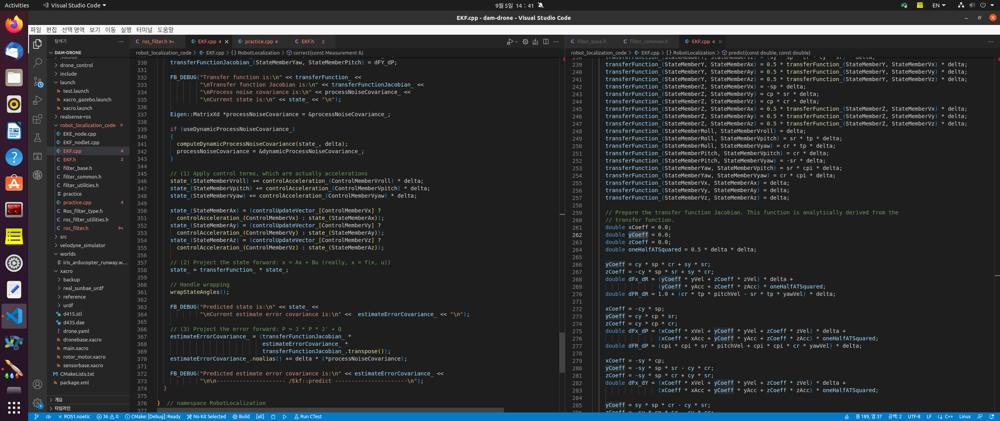 Activities
Visual Studio Code
9월 5일 14 : 41
EN
EKF.cpp - dam-drone - Visual Studio Code
파일 편집 선택 영역 보기 이동 실행 터미널 도움말
탐색기
DAM-DRONE
.vscode
drone_control
include
launch
test.launch
xacro_gazebo.launch
xacro.launch
realsense-ros
robot_localization_code
EKE_node.cpp
EKF_nodlet.cpp
EKF.cpp 4
EKF.h 2
filter_base.h
filter_common.h
filter_utilities.h
practice
practice.cpp 4
Ros_filter_type.h
ros_filter_utilities.h
ros_filter.h 9+
src
velodyne_simulator
worlds
iris_arducopter_runway.w...
xacro
backup
real_sunbae_urdf
reference
urdf
d415.stl
d435.dae
drone.yaml
dronebase.xacro
main.xacro
rotor_motor.xacro
sensorbase.xacro
CMakeLists.txt
package.xml
개요
타임라인
ros_filter.h 9+ EKF.cpp 4 practice.cpp 4 EKF.h 2
robot_localization_code > EKF.cpp > {} RobotLocalization > correct(const Measurement &)
330 transferFunctionJacobian_(StateMemberYaw, StateMemberPitch) = dFY_dP;
331
332 FB_DEBUG("Transfer function is:\n" << transferFunction_ <<
333 "\nTransfer function Jacobian is:\n" << transferFunctionJacobian_ <<
334 "\nProcess noise covariance is:\n" << processNoiseCovariance_ <<
335 "\nCurrent state is:\n" << state_ << "\n");
336
337 Eigen::MatrixXd *processNoiseCovariance = &processNoiseCovariance_;
338
339 if (useDynamicProcessNoiseCovariance_)
340 {
341 computeDynamicProcessNoiseCovariance(state_, delta);
342 processNoiseCovariance = &dynamicProcessNoiseCovariance_;
343 }
344
345 // (1) Apply control terms, which are actually accelerations
346 state_(StateMemberVroll) += controlAcceleration_(ControlMemberVroll) * delta;
347 state_(StateMemberVpitch) += controlAcceleration_(ControlMemberVpitch) * delta;
348 state_(StateMemberVyaw) += controlAcceleration_(ControlMemberVyaw) * delta;
349
350 state_(StateMemberAx) = (controlUpdateVector_[ControlMemberVx] ?
351 controlAcceleration_(ControlMemberVx) : state_(StateMemberAx));
352 state_(StateMemberAy) = (controlUpdateVector_[ControlMemberVy] ?
353 controlAcceleration_(ControlMemberVy) : state_(StateMemberAy));
354 state_(StateMemberAz) = (controlUpdateVector_[ControlMemberVz] ?
355 controlAcceleration_(ControlMemberVz) : state_(StateMemberAz));
356
357 // (2) Project the state forward: x = Ax + Bu (really, x = f(x, u))
358 state_ = transferFunction_ * state_;
359
360 // Handle wrapping
361 wrapStateAngles();
362
363 FB_DEBUG("Predicted state is:\n" << state_ <<
364 "\nCurrent estimate error covariance is:\n" <<  estimateErrorCovariance_ << "\n");
365
366 // (3) Project the error forward: P = J * P * J' + Q
367 estimateErrorCovariance_ = (transferFunctionJacobian_ *
368 estimateErrorCovariance_ *
369 transferFunctionJacobian_.transpose());
370 estimateErrorCovariance_.noalias() += delta * (*processNoiseCovariance);
371
372 FB_DEBUG("Predicted estimate error covariance is:\n" << estimateErrorCovariance_ <<
373 "\n\n--------------------- /Ekf::predict ----------------------\n");
374 }
375
376 } // namespace RobotLocalization
377
filter_base.h filter_common.h EKF.cpp 4
robot_localization_code > EKF.cpp > {} RobotLocalization > predict(const double, const double)
238 transferFunction_(StateMemberY, StateMemberVz) = (sy * sp * cr - cy * sr) * delta;
239 transferFunction_(StateMemberY, StateMemberAx) = 0.5 * transferFunction_(StateMemberY, StateMemberVx) * delta;
240 transferFunction_(StateMemberY, StateMemberAy) = 0.5 * transferFunction_(StateMemberY, StateMemberVy) * delta;
241 transferFunction_(StateMemberY, StateMemberAz) = 0.5 * transferFunction_(StateMemberY, StateMemberVz) * delta;
242 transferFunction_(StateMemberZ, StateMemberVx) = -sp * delta;
243 transferFunction_(StateMemberZ, StateMemberVy) = cp * sr * delta;
244 transferFunction_(StateMemberZ, StateMemberVz) = cp * cr * delta;
245 transferFunction_(StateMemberZ, StateMemberAx) = 0.5 * transferFunction_(StateMemberZ, StateMemberVx) * delta;
246 transferFunction_(StateMemberZ, StateMemberAy) = 0.5 * transferFunction_(StateMemberZ, StateMemberVy) * delta;
247 transferFunction_(StateMemberZ, StateMemberAz) = 0.5 * transferFunction_(StateMemberZ, StateMemberVz) * delta;
248 transferFunction_(StateMemberRoll, StateMemberVroll) = delta;
249 transferFunction_(StateMemberRoll, StateMemberVpitch) = sr * tp * delta;
250 transferFunction_(StateMemberRoll, StateMemberVyaw) = cr * tp * delta;
251 transferFunction_(StateMemberPitch, StateMemberVpitch) = cr * delta;
252 transferFunction_(StateMemberPitch, StateMemberVyaw) = -sr * delta;
253 transferFunction_(StateMemberYaw, StateMemberVpitch) = sr * cpi * delta;
254 transferFunction_(StateMemberYaw, StateMemberVyaw) = cr * cpi * delta;
255 transferFunction_(StateMemberVx, StateMemberAx) = delta;
256 transferFunction_(StateMemberVy, StateMemberAy) = delta;
257 transferFunction_(StateMemberVz, StateMemberAz) = delta;
258
259 // Prepare the transfer function Jacobian. This function is analytically derived from the
260 // transfer function.
261 double xCoeff = 0.0;
262 double yCoeff = 0.0;
263 double zCoeff = 0.0;
264 double oneHalfATSquared = 0.5 * delta * delta;
265
266 yCoeff = cy * sp * cr + sy * sr;
267 zCoeff = -cy * sp * sr + sy * cr;
268 double dFx_dR = (yCoeff * yVel + zCoeff * zVel) * delta +
269 (yCoeff * yAcc + zCoeff * zAcc) * oneHalfATSquared;
270 double dFR_dR = 1.0 + (cr * tp * pitchVel - sr * tp * yawVel) * delta;
271
272 xCoeff = -cy * sp;
273 yCoeff = cy * cp * sr;
274 zCoeff = cy * cp * cr;
275 double dFx_dP = (xCoeff * xVel + yCoeff * yVel + zCoeff * zVel) * delta +
276 (xCoeff * xAcc + yCoeff * yAcc + zCoeff * zAcc) * oneHalfATSquared;
277 double dFR_dP = (cpi * cpi * sr * pitchVel + cpi * cpi * cr * yawVel) * delta;
278
279 xCoeff = -sy * cp;
280 yCoeff = -sy * sp * sr - cy * cr;
281 zCoeff = -sy * sp * cr + cy * sr;
282 double dFx_dY = (xCoeff * xVel + yCoeff * yVel + zCoeff * zVel) * delta +
283 (xCoeff * xAcc + yCoeff * yAcc + zCoeff * zAcc) * oneHalfATSquared;
284
285 yCoeff = sy * sp * cr - cy * sr;
286 zCoeff = -sy * sp * sr - cy * cr;
ROS1.noetic 36 0 CMake: [Debug]: Ready No Kit Selected Build [all] Run CTest
줄 189, 열 37 공백: 2 UTF-8 LF C++ Linux